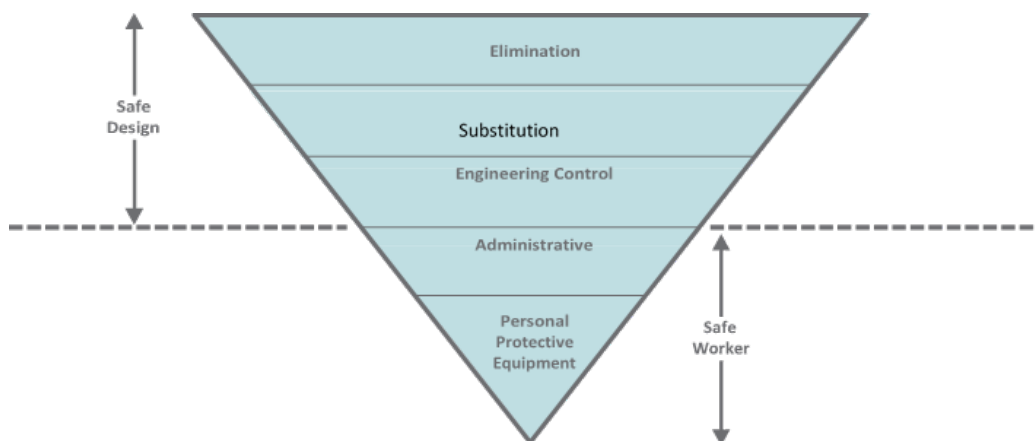 Elimination
Safe
Design
Substitution
Engineering Control
Administrative
Personal
Protective
Equipment
Safe
Worker